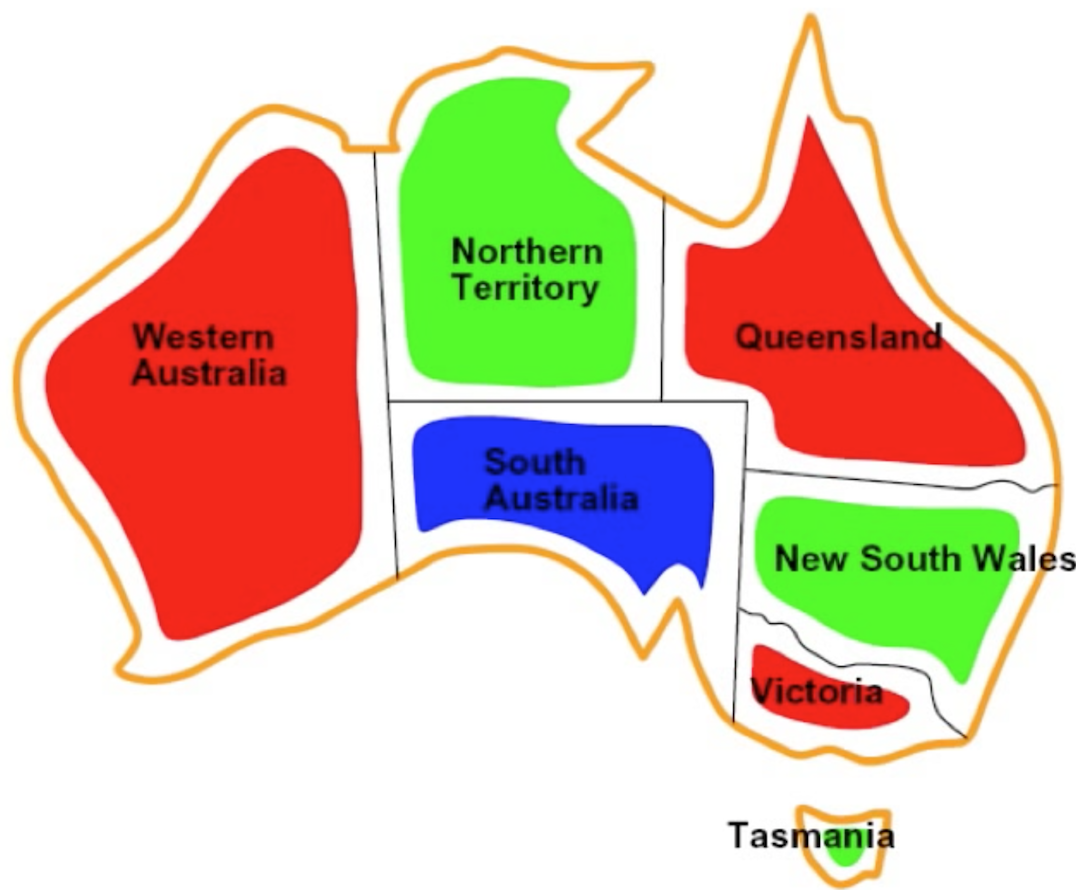 Northern
Territory
Western
Australia
Queensland
South
Australia
New South Wales
Victoria
Tasmania